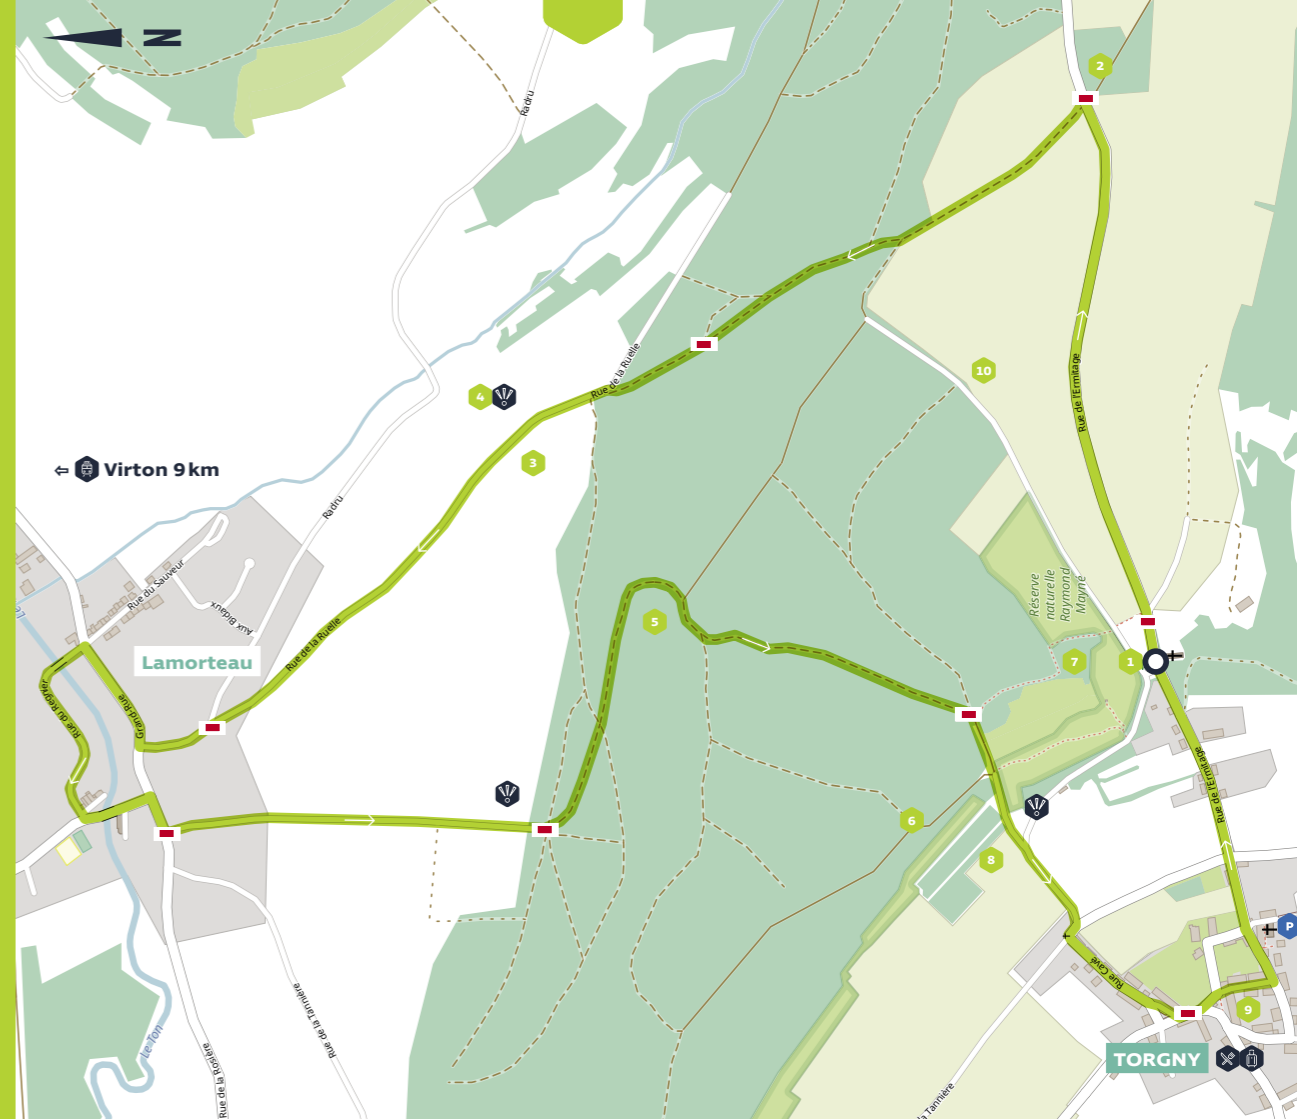 N
2
Radru
10
Rue de la Ruelle
4
Rue de l'Ermitage
3
⇦ Virton 9 km
Radru
Rue du Sauveur
Réserve
naturelle
Raymond
Mayné
Aux Bidaux
5
Rue de la Ruelle
Lamorteau
7
1
Grand Rue
Rue du Régnier
Rue de l'Ermitage
6
8
P
Rue Cavé
9
Rue de la Tannière
Le Ton
TORGNY
Rue de la Rosière
la Tannière